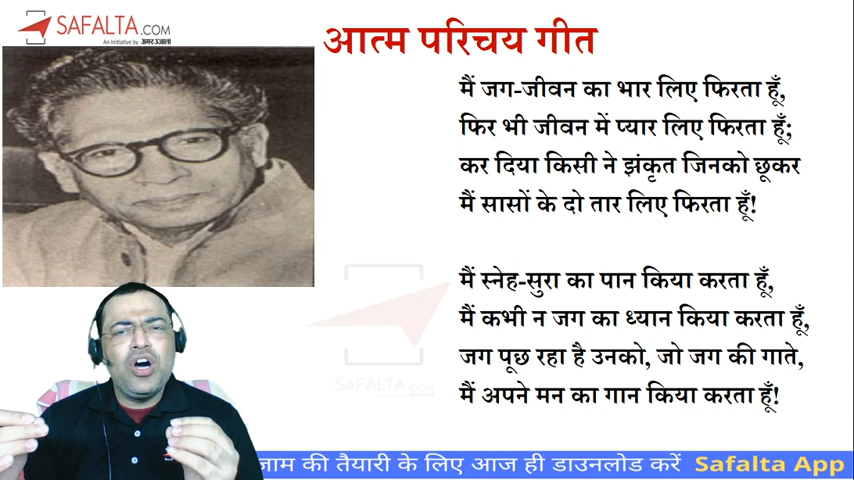 SAFALTA.COM
An Initiative by अमर उजाला
आत्म परिचय गीत
मैं जग-जीवन का भार लिए फिरता हूँ,
फिर भी जीवन में प्यार लिए फिरता हूँ;
कर दिया किसी ने झंकृत जिनको छूकर
मैं सासों के दो तार लिए फिरता हूँ!
मैं स्नेह-सुरा का पान किया करता हूँ,
मैं कभी न जग का ध्यान किया करता हूँ,
जग पूछ रहा है उनको, जो जग की गाते,
मैं अपने मन का गान किया करता हूँ!
SAFALTA.COM
की तैयारी के लिए आज ही डाउनलोड करें Safalta App